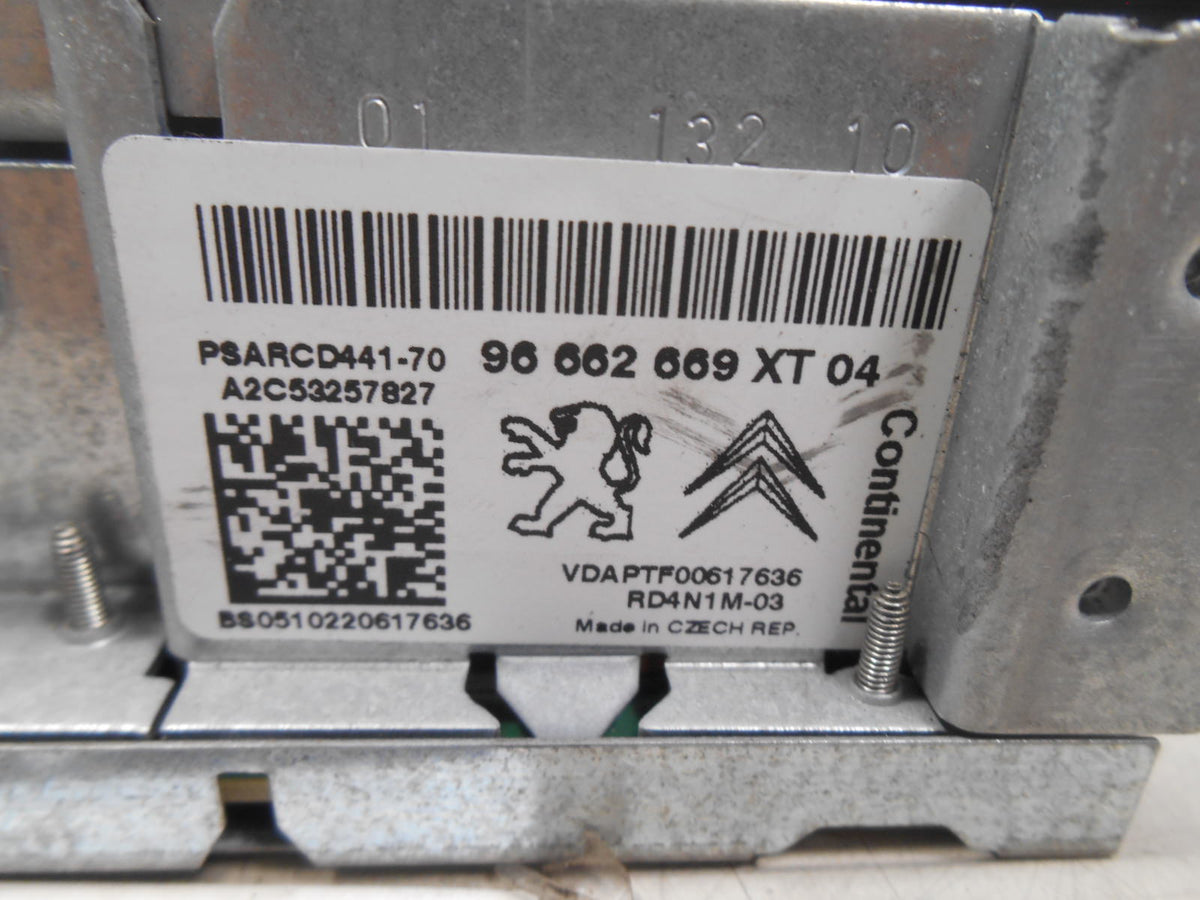 01 132 10
PSARCD441-70
A2C53257827
96 662 669 XT 04
Continental
VDAPTF00617636
RD4N1M-03
BS0510220617636
Made in CZECH REP.